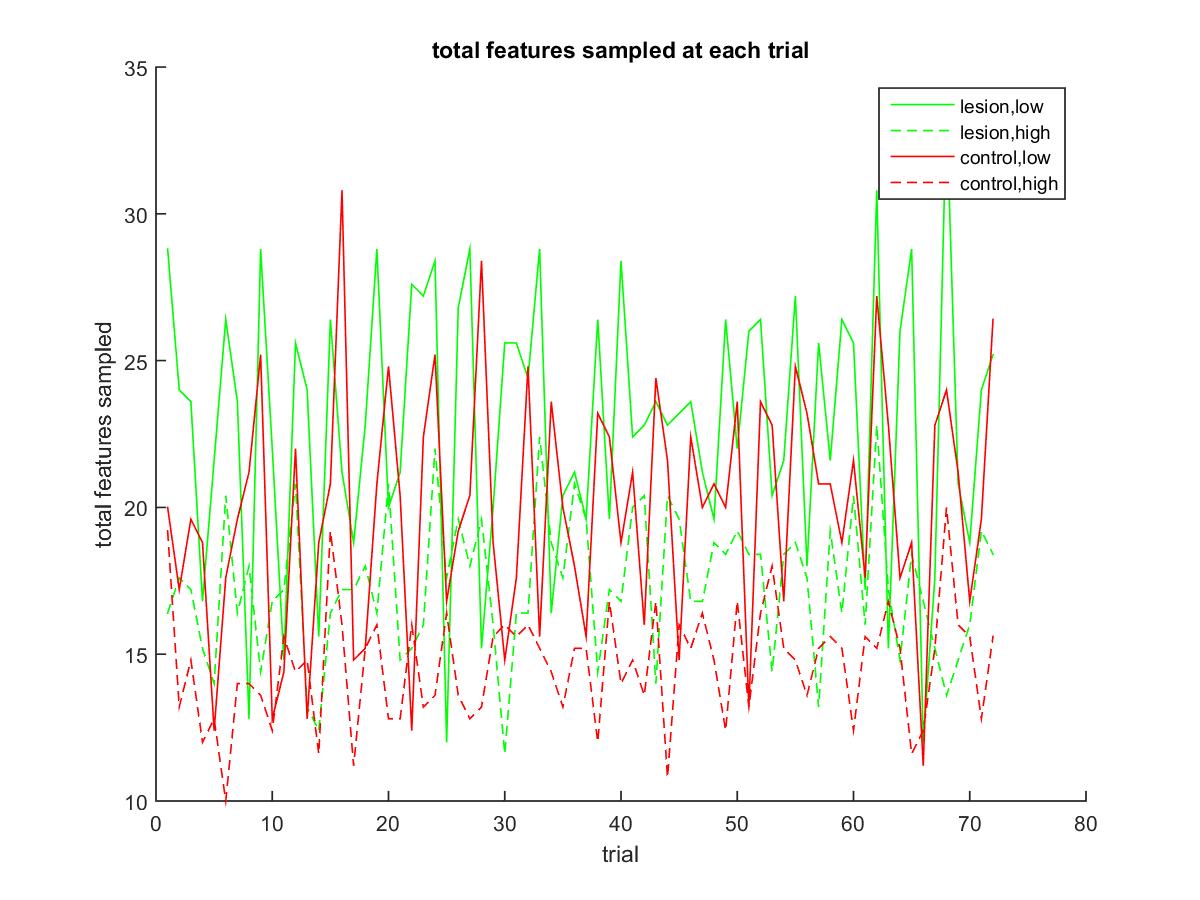 total features sampled at each trial
lesion,low
lesion,high
control,low
control,high
35
30
25
20
15
10
total features sampled
0 10 20 30 40 50 60 70 80
trial